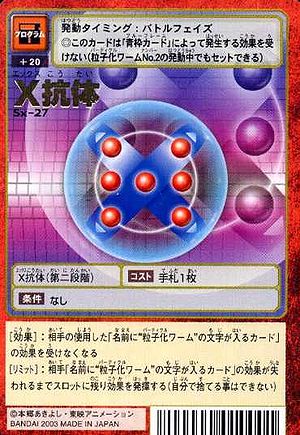 プログラム
+20
発動タイミング：バトルフェイズ
◎このカードは「青枠カード」によって発生する効果を受
けない(粒子化ワームNo.2の発動中でもセットできる)
エックス こう たい
X抗体
Sx-27
X抗体(第二段階)
コスト 手札1枚
条件 なし
[効果]：相手の使用した「名前に"粒子化ワーム"の文字が入るカード」
の効果を受けなくなる
[リミット]：相手が「名前に"粒子化ワーム"の文字が入るカード」の効果が失
われるまでスロットに残り効果を発揮する(自分で捨てる事はできない)
©本郷あきよし・東映アニメーション
BANDAI 2003 MADE IN JAPAN